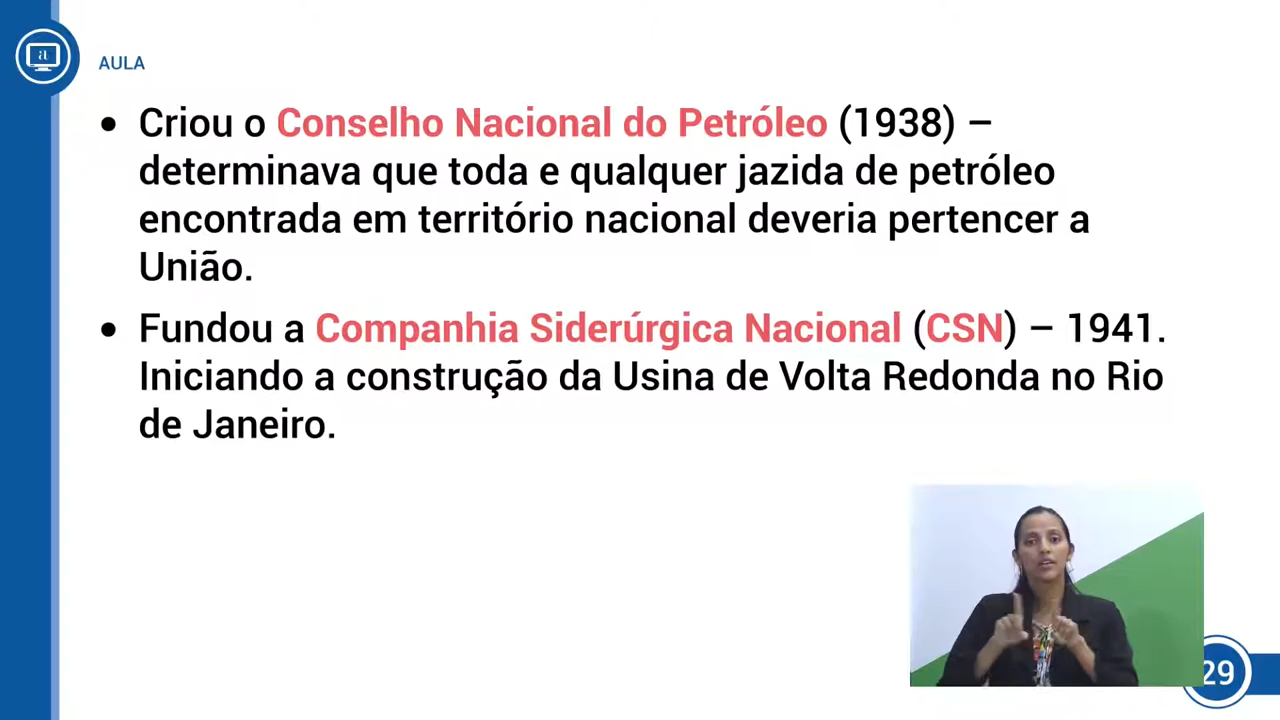 AULA
• Criou o Conselho Nacional do Petróleo (1938) –
determinava que toda e qualquer jazida de petróleo
encontrada em território nacional deveria pertencer a
União.
• Fundou a Companhia Siderúrgica Nacional (CSN) – 1941.
Iniciando a construção da Usina de Volta Redonda no Rio
de Janeiro.
29